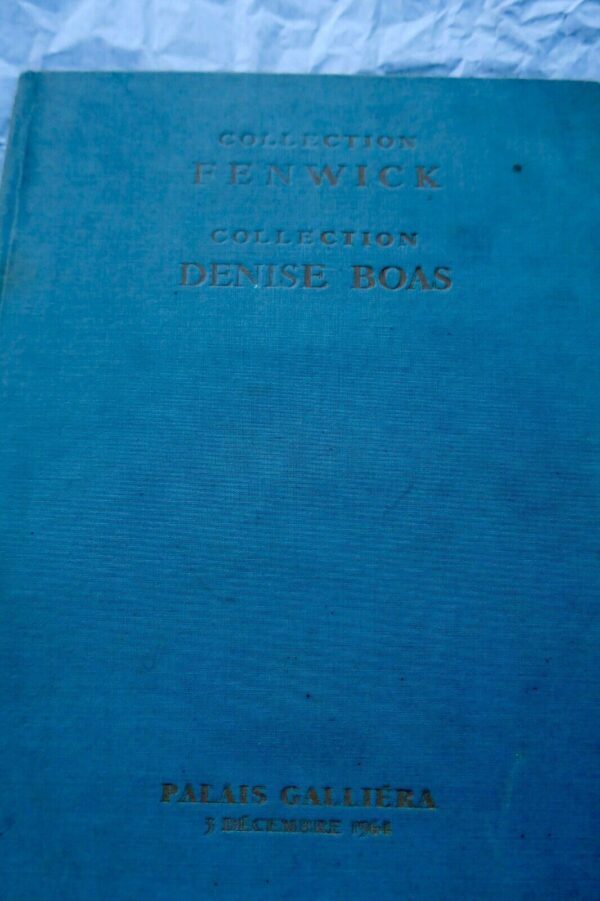 COLLECTION
FENWICK
COLLECTION
DENISE BOAS
PALAIS GALLIÉRA
3 DÉCEMBRE 1964